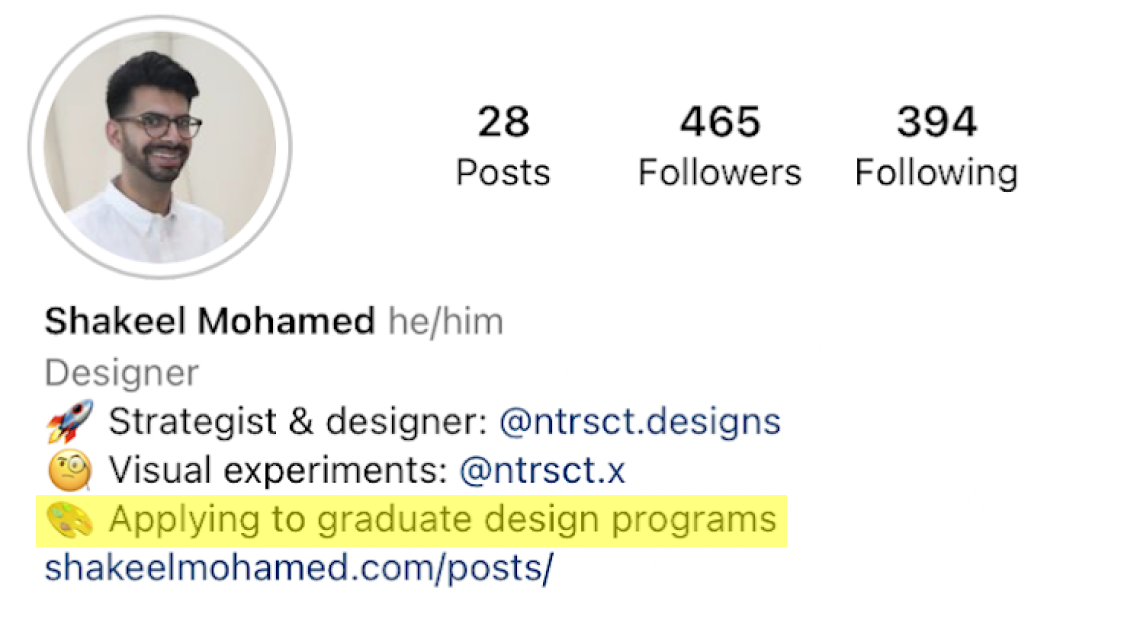 28 465 394
Posts Followers Following
Shakeel Mohamed he/him
Designer
🚀 Strategist & designer: @ntrsct.designs
🧐 Visual experiments: @ntrsct.x
🎨 Applying to graduate design programs
shakeelmohamed.com/posts/